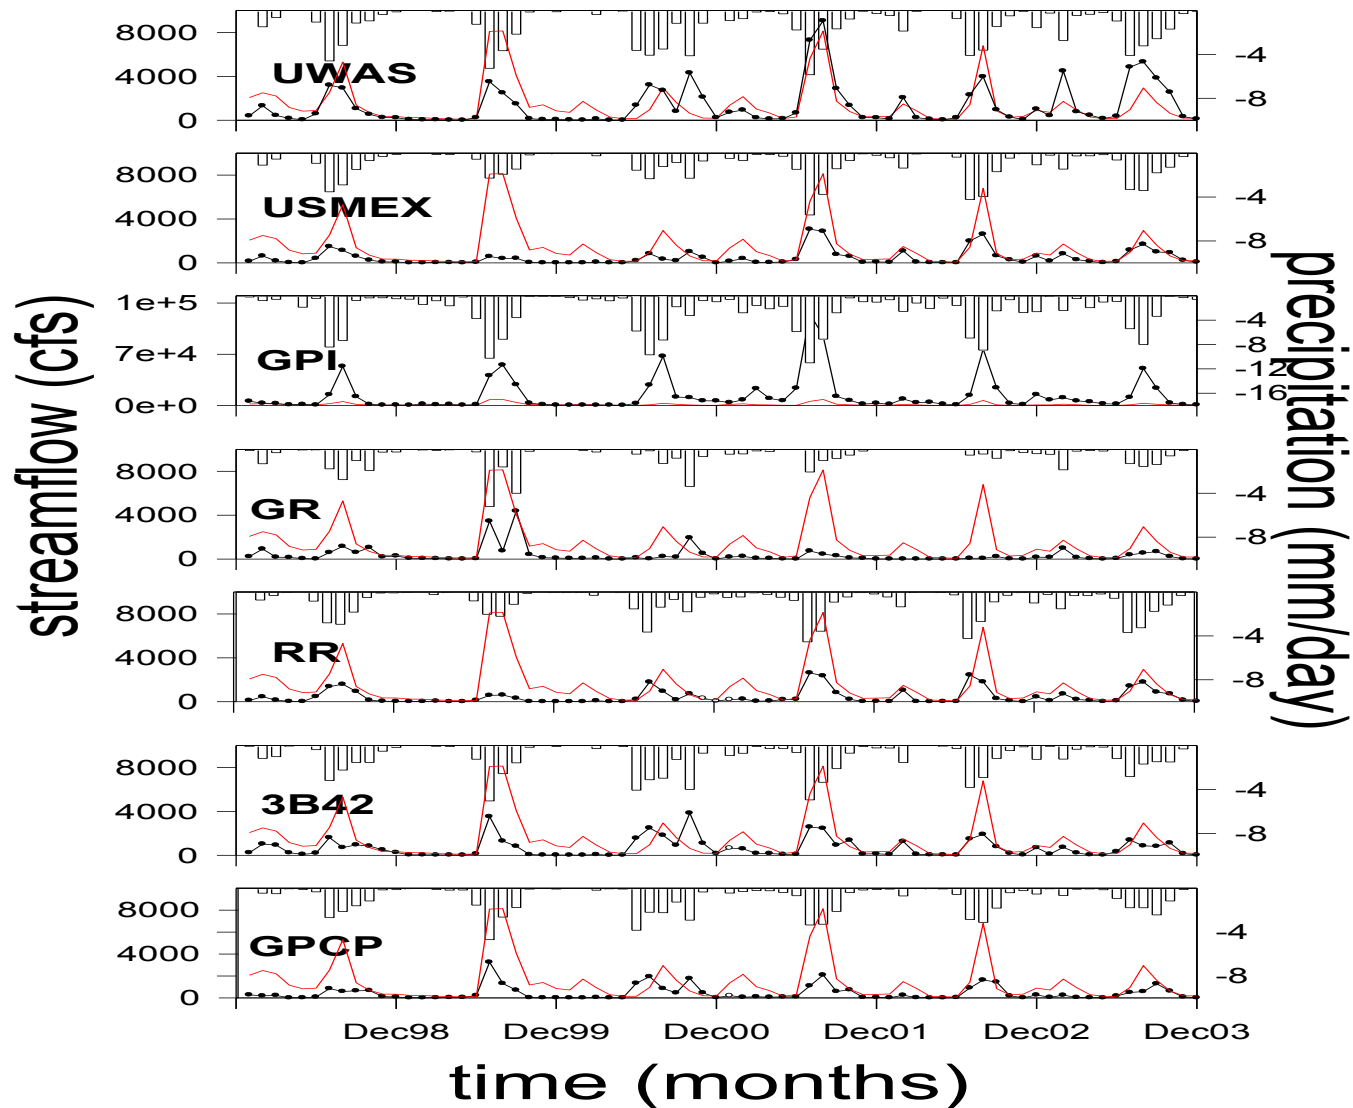 8000
4000
0
UWAS
-4
-8
8000
4000
0
USMEX
-4
-8
1e+5
7e+4
0e+0
GPI
-4
-8
-12
-16
8000
4000
0
GR
-4
-8
8000
4000
0
RR
-4
-8
8000
4000
0
3B42
-4
-8
8000
4000
0
GPCP
-4
-8
Dec98 Dec99 Dec00 Dec01 Dec02 Dec03
time (months)
streamflow (cfs)
precipitation (mm/day)